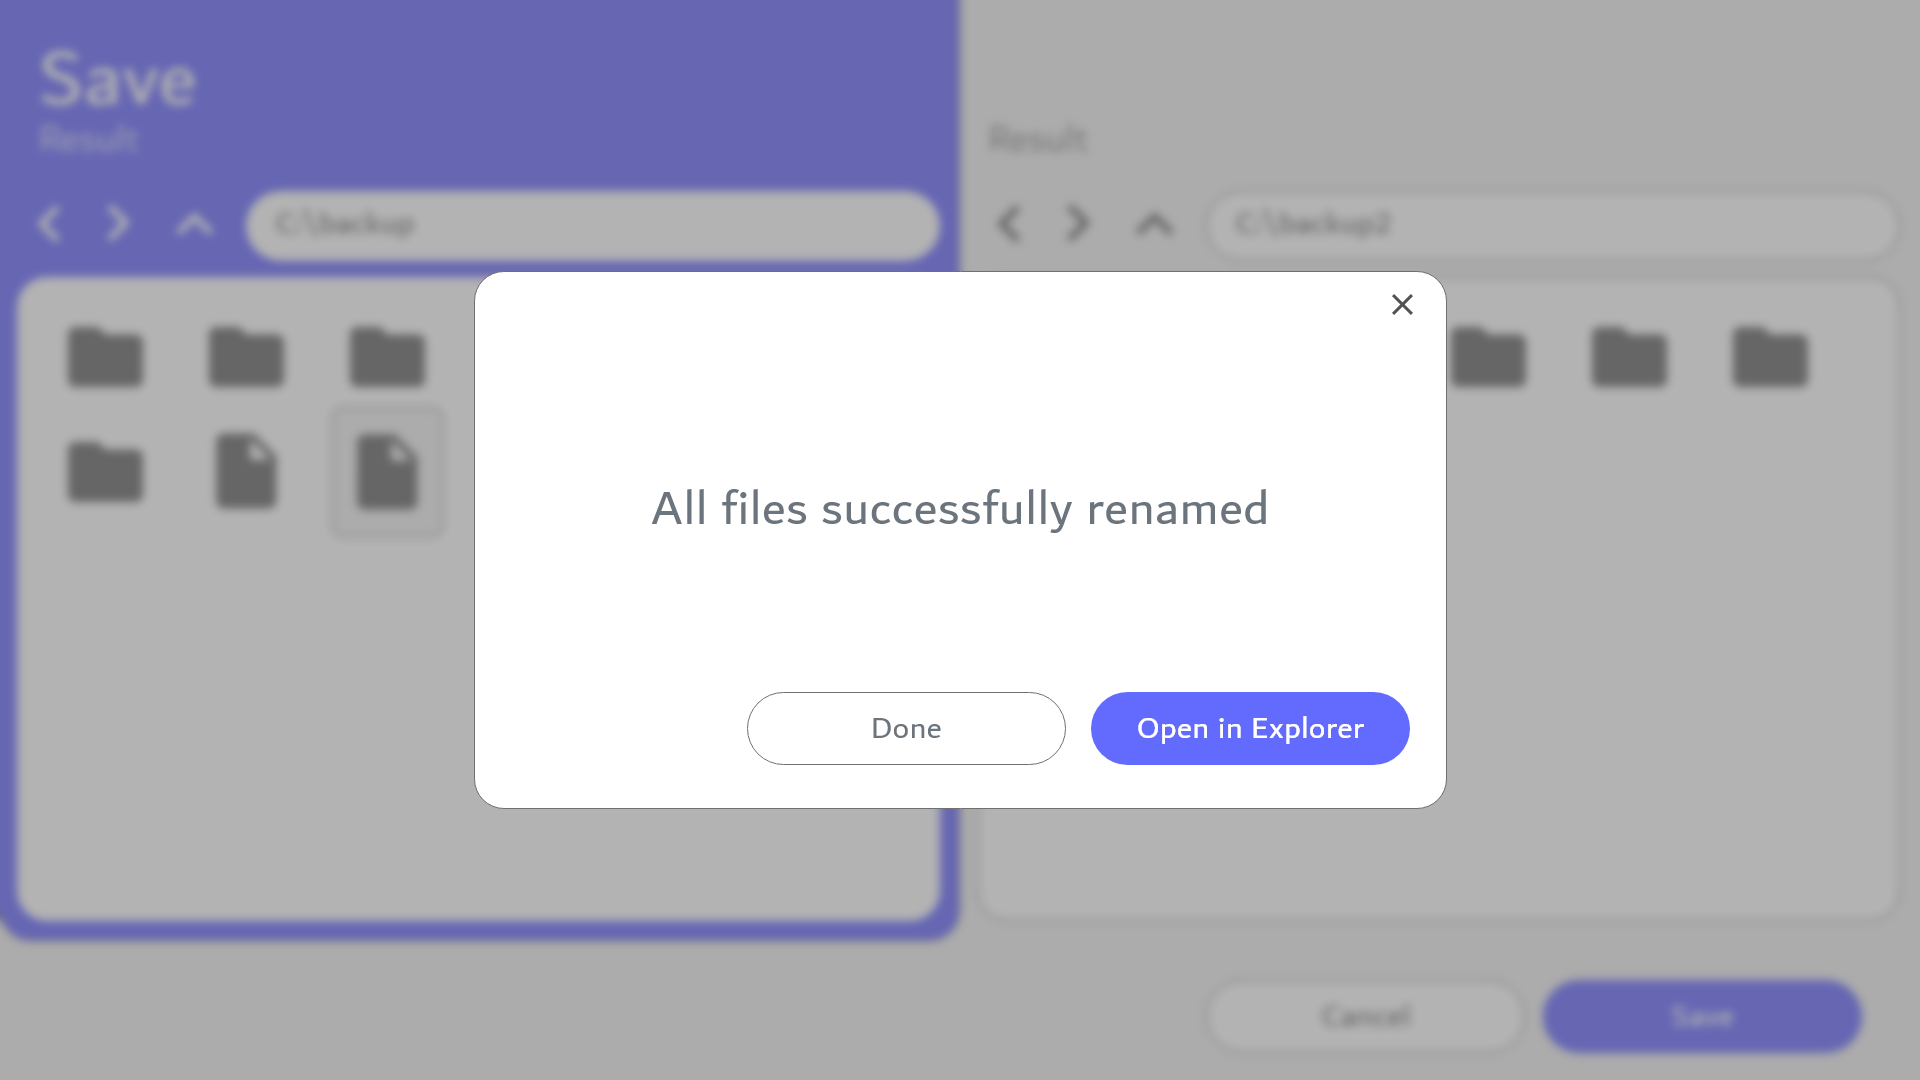 Save
Result
C:\backup
Result
C:\backup2
All files successfully renamed
Done
Open in Explorer
Cancel
Save